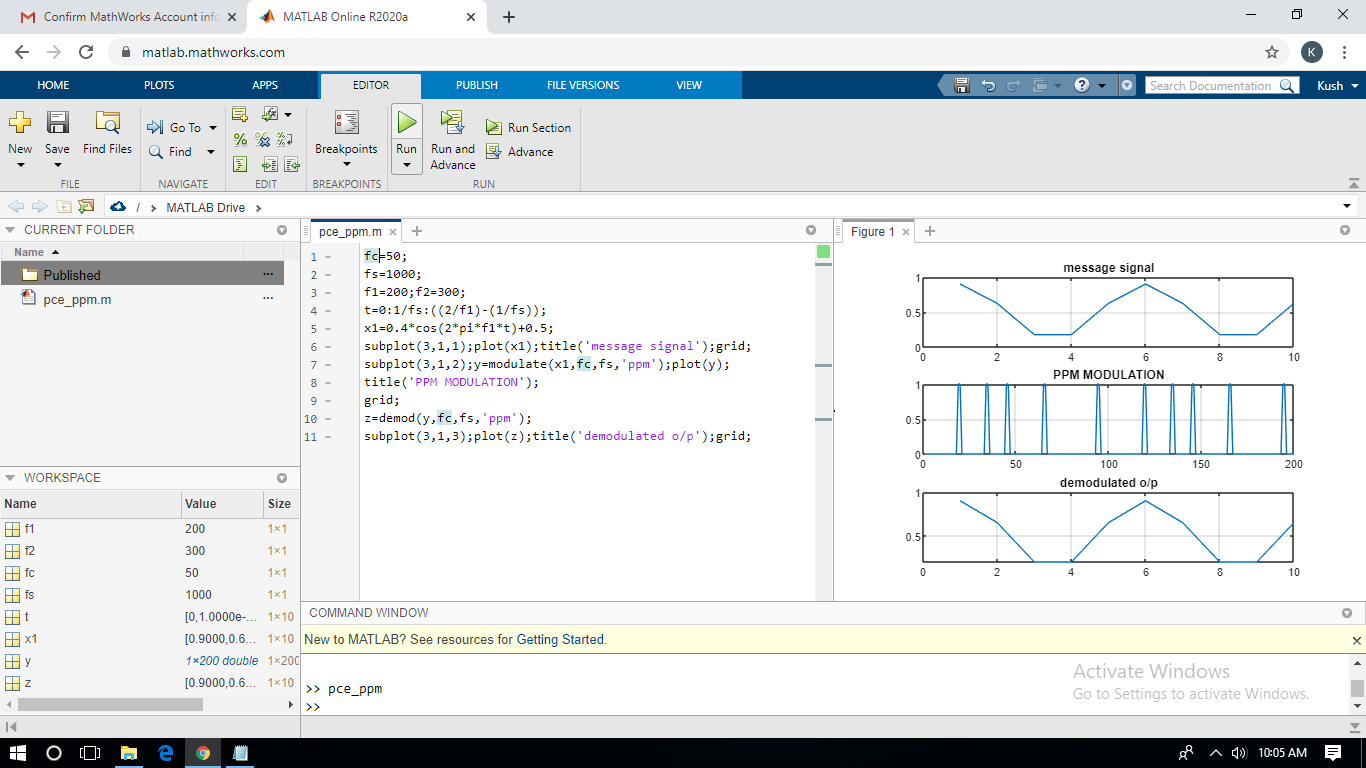 Confirm MathWorks Account info
MATLAB Online R2020a
matlab.mathworks.com
K
HOME PLOTS APPS EDITOR PUBLISH FILE VERSIONS VIEW
Search Documentation
Kush
New Save Find Files
Go To
Find
Breakpoints
Run
Run and Advance
Run Section
Advance
FILE NAVIGATE EDIT BREAKPOINTS RUN
/ MATLAB Drive
CURRENT FOLDER
Name
Published
pce_ppm.m
pce_ppm.m
1 fc=50;
2 fs=1000;
3 f1=200;f2=300;
4 t=0:1/fs:((2/f1)-(1/fs));
5 x1=0.4*cos(2*pi*f1*t)+0.5;
6 subplot(3,1,1);plot(x1);title('message signal');grid;
7 subplot(3,1,2);y=modulate(x1,fc,fs,'ppm');plot(y);
8 title('PPM MODULATION');
9 grid;
10 z=demod(y,fc,fs,'ppm');
11 subplot(3,1,3);plot(z);title('demodulated o/p');grid;
Figure 1
message signal
1
0.5
0
0 2 4 6 8 10
PPM MODULATION
1
0.5
0
0 50 100 150 200
demodulated o/p
1
0.5
0 2 4 6 8 10
WORKSPACE
Name Value Size
f1 200 1×1
f2 300 1×1
fc 50 1×1
fs 1000 1×1
t [0,1.0000e-... 1×10
x1 [0.9000,0.6... 1×10
y 1×200 double 1×200
z [0.9000,0.6... 1×10
COMMAND WINDOW
New to MATLAB? See resources for Getting Started.
>> pce_ppm
>>
Activate Windows
Go to Settings to activate Windows.
10:05 AM